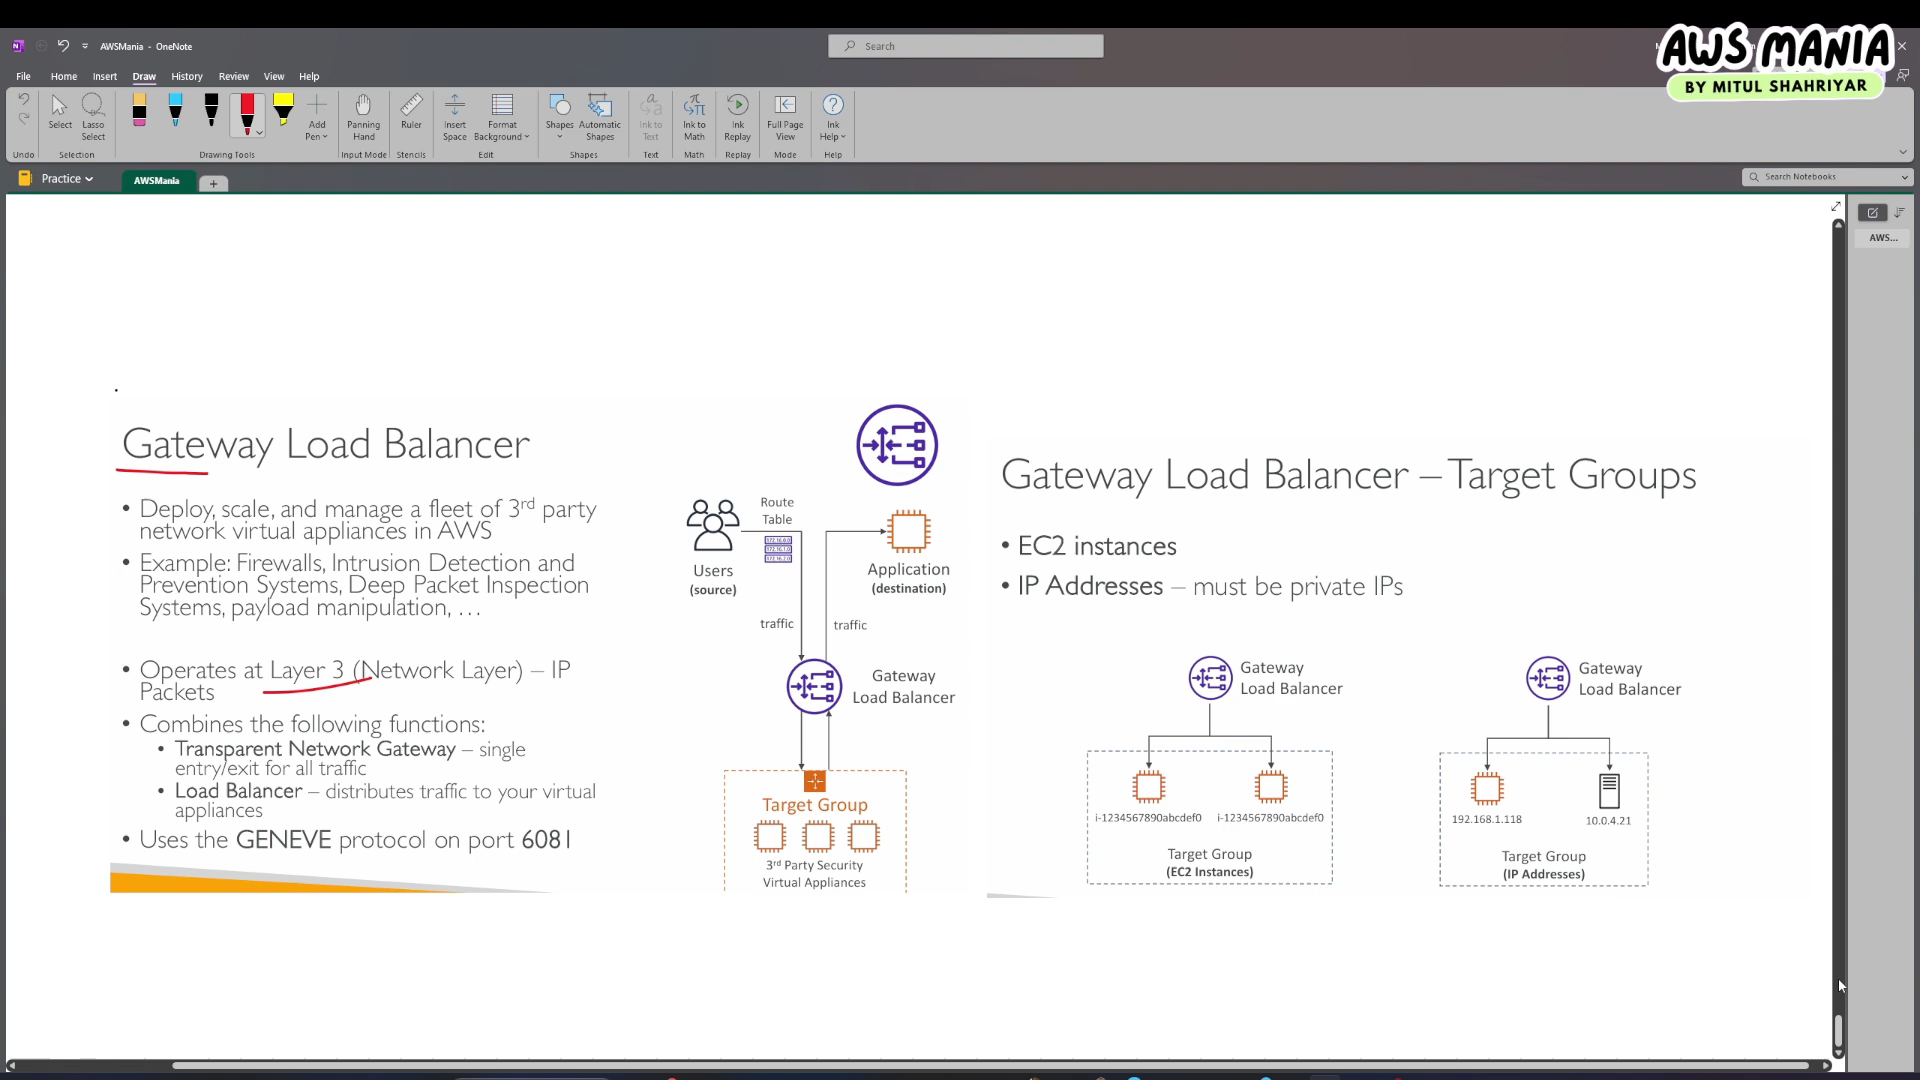 AWSMania - OneNote
Search
AWS MANIA
BY MITUL SHAHRIYAR
File Home Insert Draw History Review View Help
Select
Lasso Select
Add Pen
Panning Hand
Ruler
Insert Space
Format Background
Shapes
Automatic Shapes
Ink to Text
Ink to Math
Ink Replay
Full Page View
Ink Help
Undo Selection Drawing Tools Input Mode Stencils Edit Shapes Text Math Replay Mode Help
Practice
AWSMania
Search Notebooks
AWS...
Gateway Load Balancer
• Deploy, scale, and manage a fleet of 3rd party
network virtual appliances in AWS
• Example: Firewalls, Intrusion Detection and
Prevention Systems, Deep Packet Inspection
Systems, payload manipulation, …
• Operates at Layer 3 (Network Layer) – IP
Packets
• Combines the following functions:
• Transparent Network Gateway – single
entry/exit for all traffic
• Load Balancer – distributes traffic to your virtual
appliances
• Uses the GENEVE protocol on port 6081
Route
Table
Users
(source)
Application
(destination)
traffic
traffic
Gateway
Load Balancer
Target Group
3rd Party Security
Virtual Appliances
Gateway Load Balancer – Target Groups
• EC2 instances
• IP Addresses – must be private IPs
Gateway
Load Balancer
i-1234567890abcdef0 i-1234567890abcdef0
Target Group
(EC2 Instances)
Gateway
Load Balancer
192.168.1.118 10.0.4.21
Target Group
(IP Addresses)